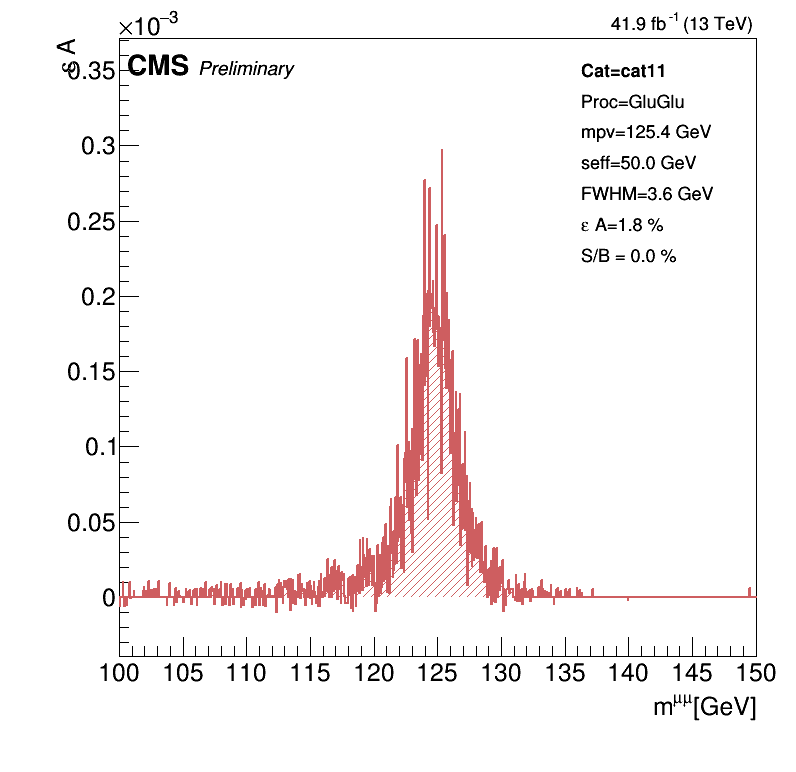 ×10⁻³
41.9 fb⁻¹ (13 TeV)
ε A
CMS Preliminary
Cat=cat11
Proc=GluGlu
mpv=125.4 GeV
seff=50.0 GeV
FWHM=3.6 GeV
ε A=1.8 %
S/B = 0.0 %
0.35
0.3
0.25
0.2
0.15
0.1
0.05
0
100 105 110 115 120 125 130 135 140 145 150
m^μμ[GeV]